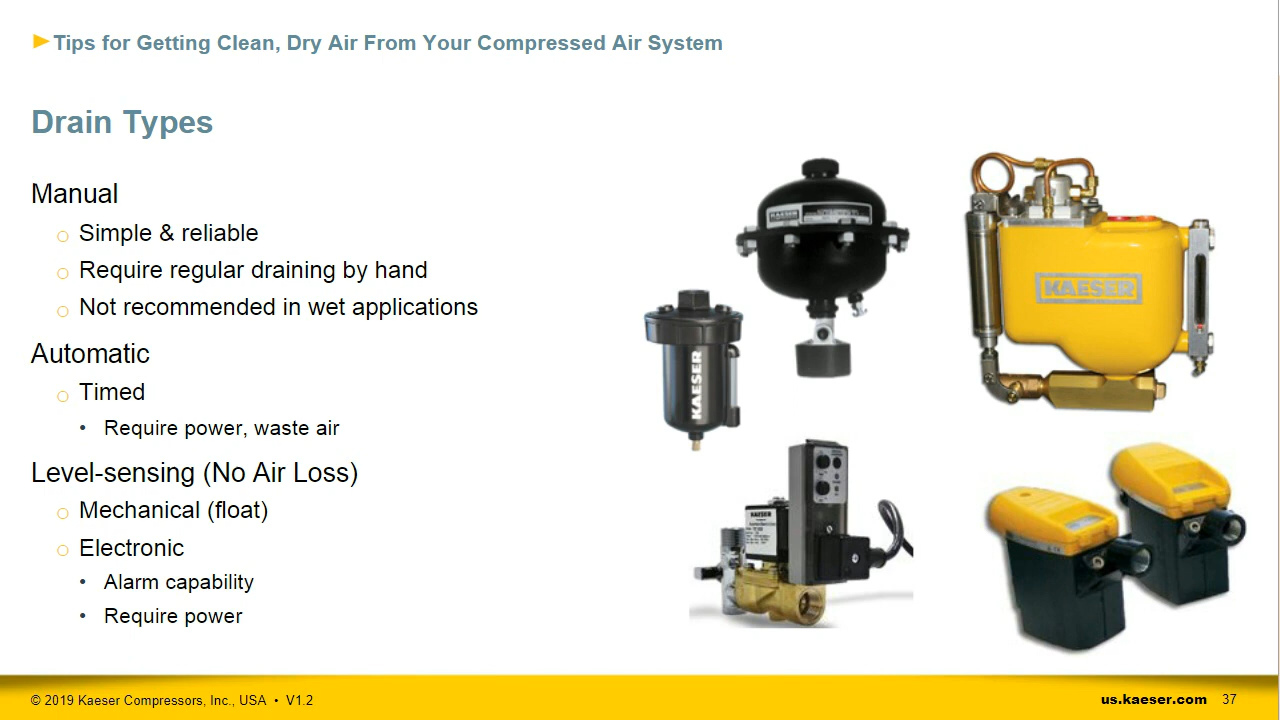 Tips for Getting Clean, Dry Air From Your Compressed Air System
Drain Types
Manual
Simple & reliable
Require regular draining by hand
Not recommended in wet applications
Automatic
Timed
• Require power, waste air
Level-sensing (No Air Loss)
Mechanical (float)
Electronic
• Alarm capability
• Require power
KAESER
KAESER
KAESER
KAESER
© 2019 Kaeser Compressors, Inc., USA • V1.2
us.kaeser.com 37